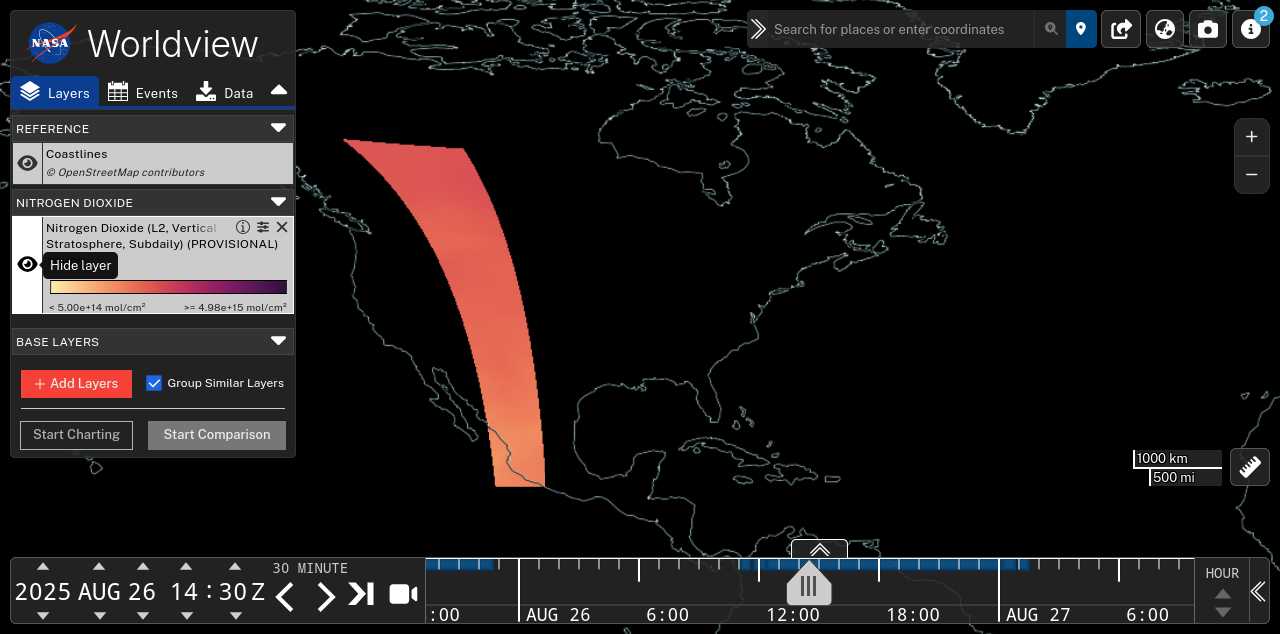 NASA
Worldview
Layers
Events
Data
Search for places or enter coordinates
2
REFERENCE
Coastlines
© OpenStreetMap contributors
NITROGEN DIOXIDE
Nitrogen Dioxide (L2, Vertical
Stratosphere, Subdaily) (PROVISIONAL)
Hide layer
< 5.00e+14 mol/cm²
>= 4.98e+15 mol/cm²
BASE LAYERS
+ Add Layers
Group Similar Layers
Start Charting
Start Comparison
+
−
1000 km
500 mi
2025 AUG 26 14 : 30 Z
30 MINUTE
:00
AUG 26
6:00
12:00
18:00
AUG 27
6:00
HOUR